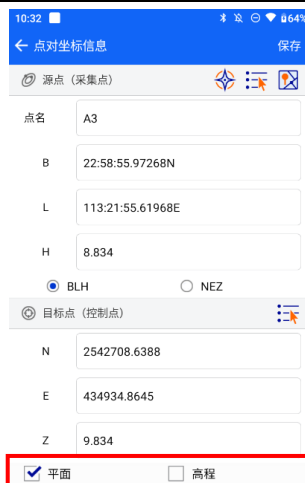 10:32 64%
点对坐标信息 保存
源点（采集点）
点名 A3
B 22:58:55.97268N
L 113:21:55.61968E
H 8.834
BLH NEZ
目标点（控制点）
N 2542708.6388
E 434934.8645
Z 9.834
平面 高程